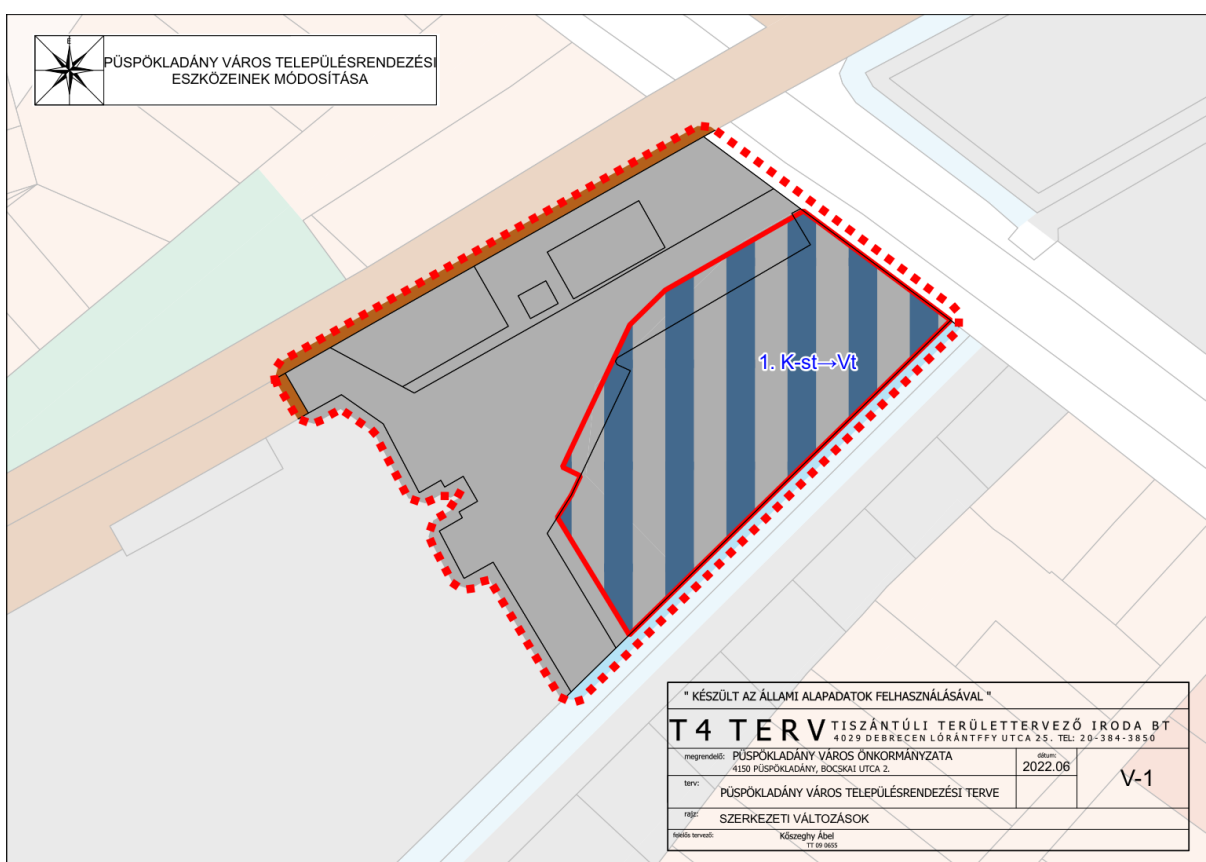 É
PÜSPÖKLADÁNY VÁROS TELEPÜLÉSRENDEZÉSI
ESZKÖZEINEK MÓDOSÍTÁSA
1. K-st→Vt
" KÉSZÜLT AZ ÁLLAMI ALAPADATOK FELHASZNÁLÁSÁVAL "
T4 TERV TISZÁNTÚLI TERÜLETTERVEZŐ IRODA BT
4029 DEBRECEN LÓRÁNTFFY UTCA 25. TEL: 20-384-3850
megrendelő: PÜSPÖKLADÁNY VÁROS ÖNKORMÁNYZATA
4150 PÜSPÖKLADÁNY, BOCSKAI UTCA 2.
dátum:
2022.06
V-1
terv:
PÜSPÖKLADÁNY VÁROS TELEPÜLÉSRENDEZÉSI TERVE
rajz: SZERKEZETI VÁLTOZÁSOK
felelős tervező: Kőszeghy Ábel
TT 09 0655